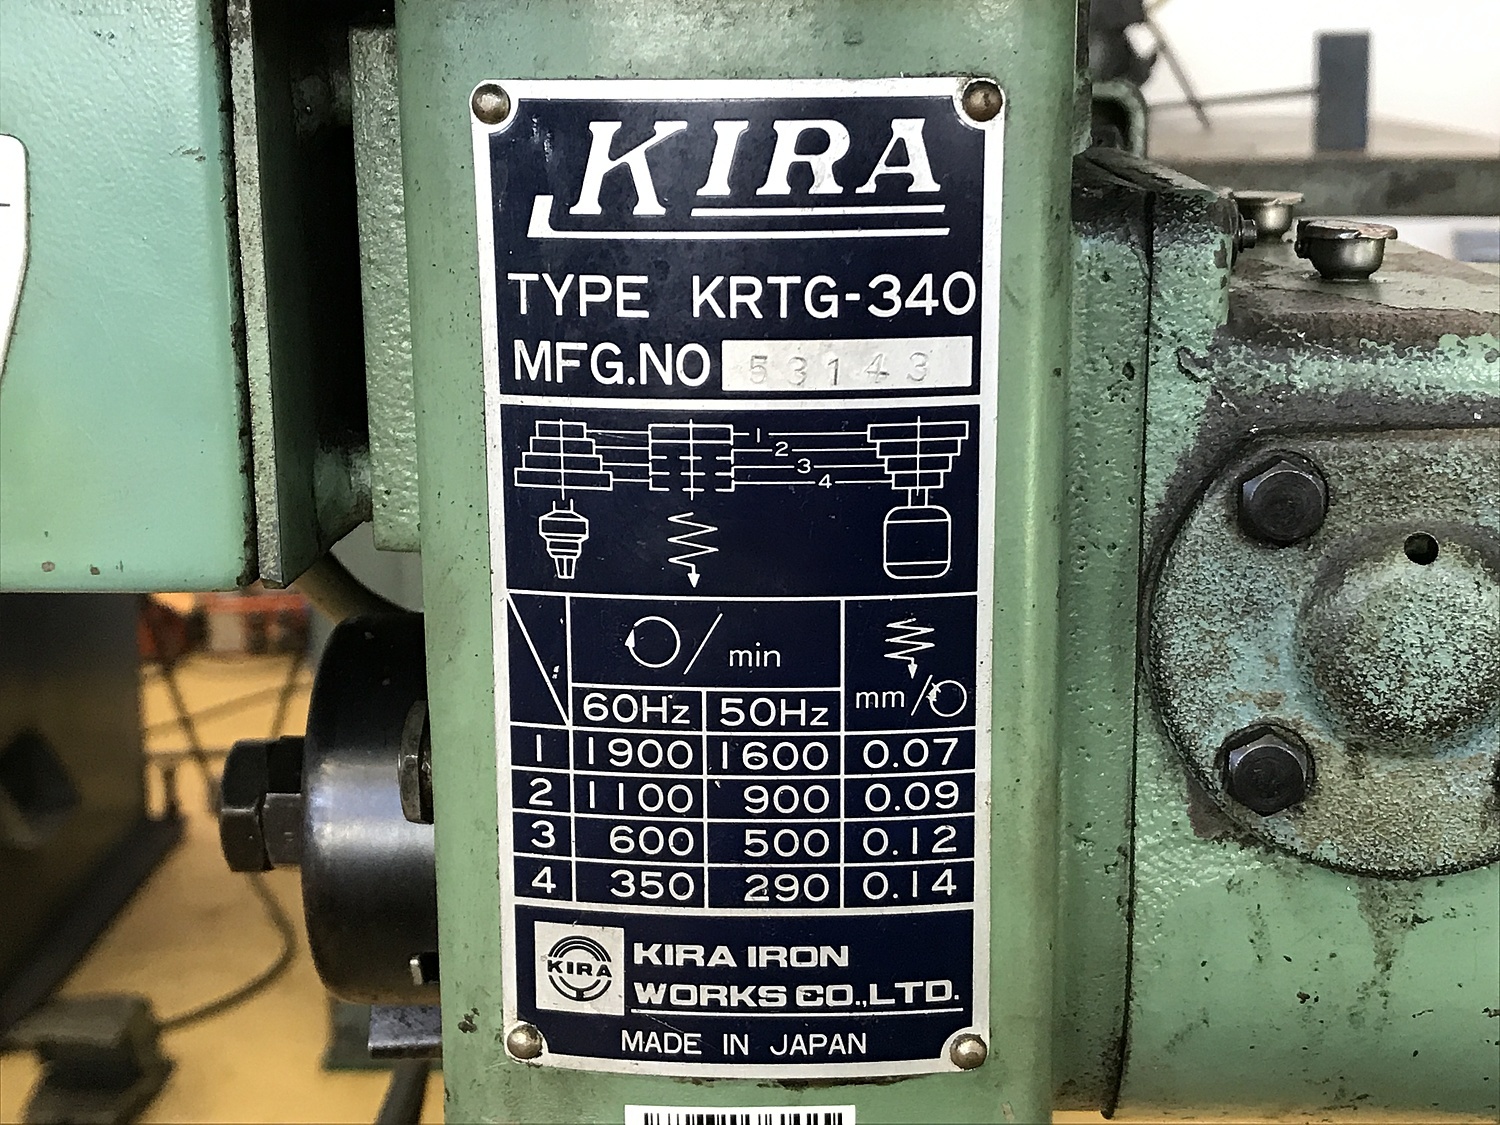 KIRA
TYPE KRTG-340
MFG.NO 53143
1
2
3
4
/min
mm/
60Hz 50Hz
1 1900 1600 0.07
2 1100 900 0.09
3 600 500 0.12
4 350 290 0.14
KIRA
KIRA IRON
WORKS CO.,LTD.
MADE IN JAPAN